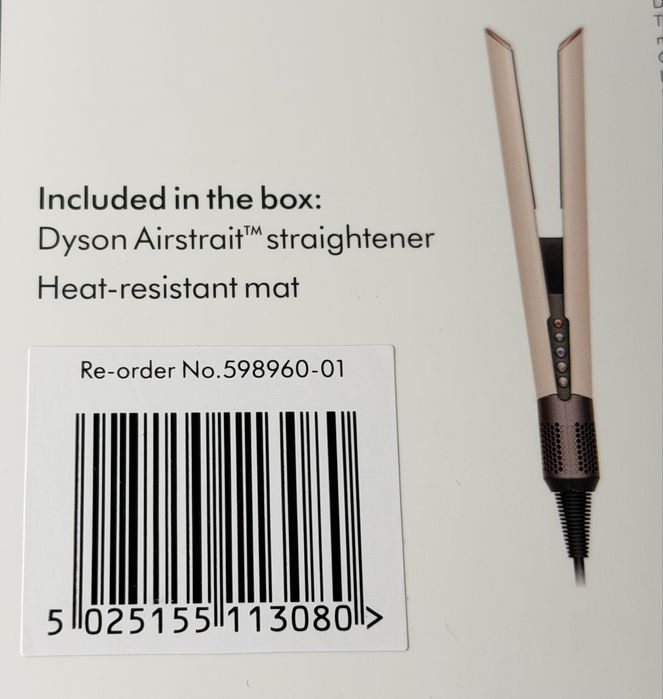 Included in the box:
Dyson Airstrait™ straightener
Heat-resistant mat
Re-order No.598960-01
5 025155 113080 >